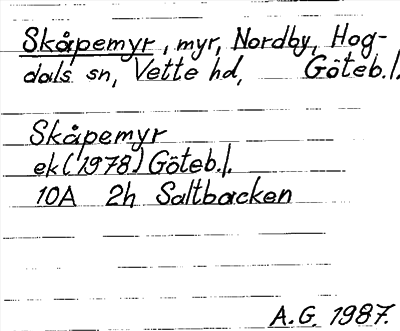 Skåpemyr, myr, Nordby, Hog-
dals sn, Vette hd, Göteb.l.
Skåpemyr
ek (1978) Göteb.l.
10A 2h Saltbacken
A.G. 1987.